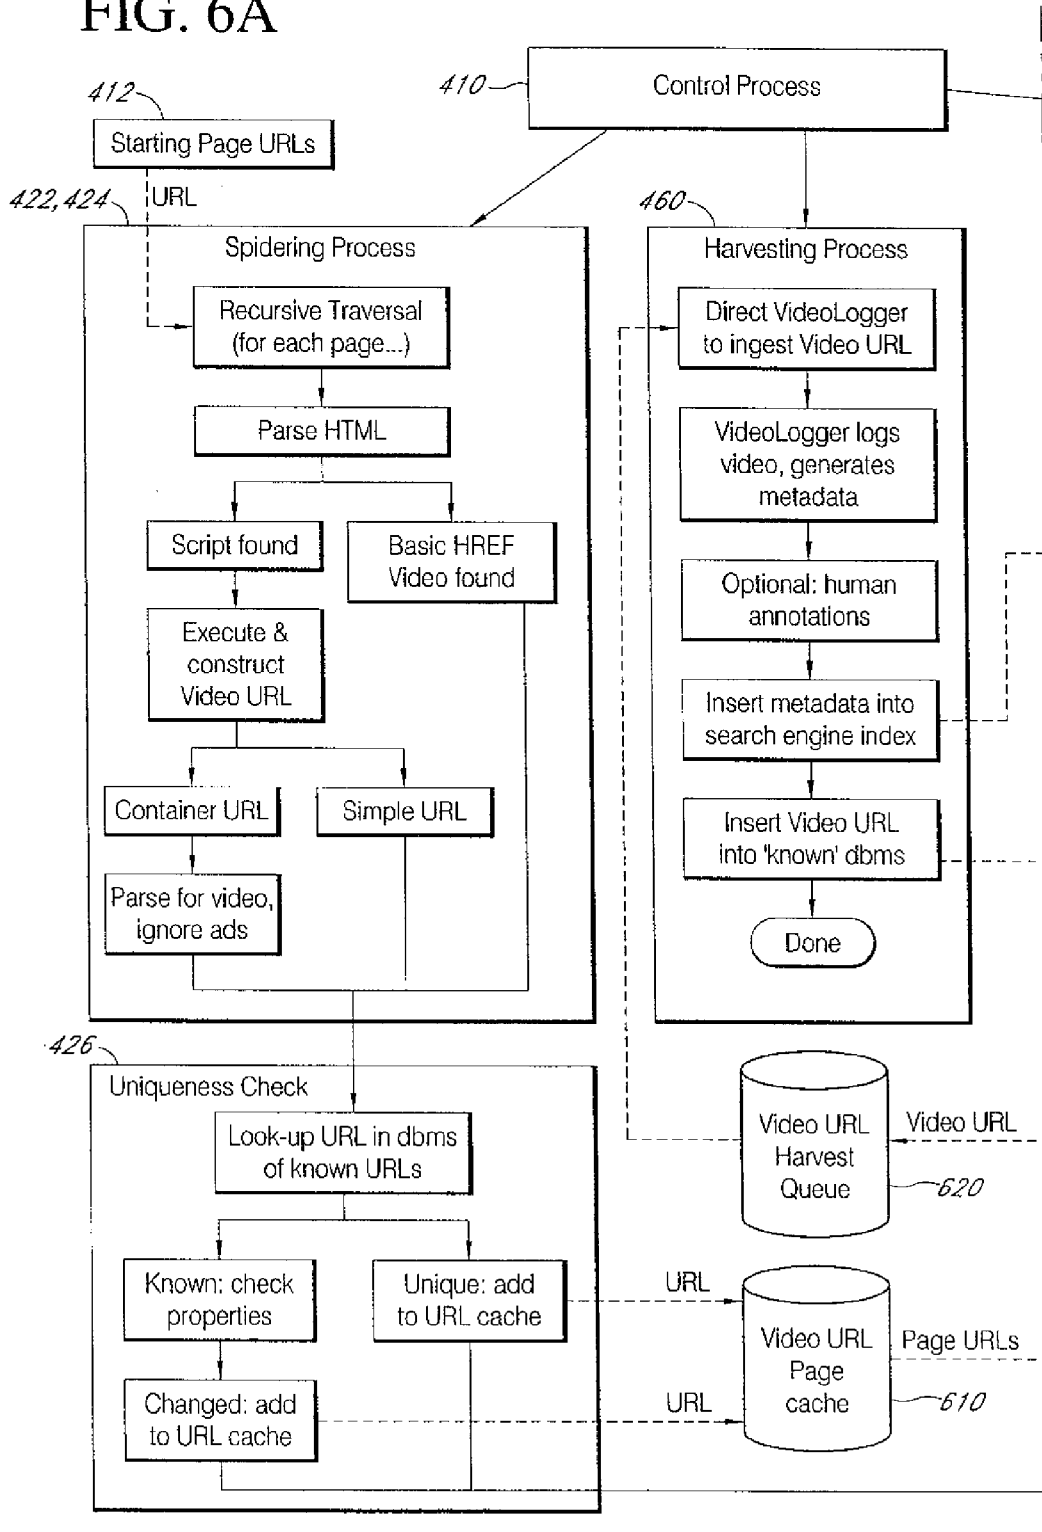 FIG. 6A
410
Control Process
412
Starting Page URLs
URL
422,424
Spidering Process
Recursive Traversal
(for each page...)
Parse HTML
Script found
Basic HREF
Video found
Execute &
construct
Video URL
Container URL
Simple URL
Parse for video,
ignore ads
460
Harvesting Process
Direct VideoLogger
to ingest Video URL
VideoLogger logs
video, generates
metadata
Optional: human
annotations
Insert metadata into
search engine index
Insert Video URL
into 'known' dbms
Done
426
Uniqueness Check
Look-up URL in dbms
of known URLs
Known: check
properties
Unique: add
to URL cache
Changed: add
to URL cache
URL
URL
Video URL
Harvest
Queue
Video URL
620
Video URL
Page
cache
Page URLs
610